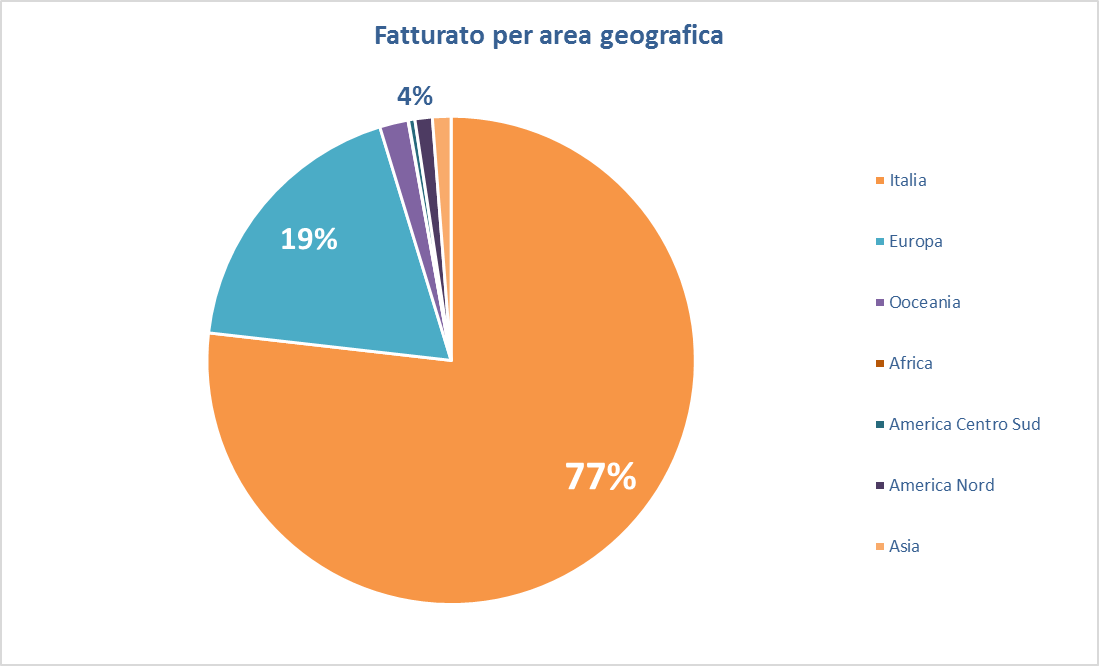 Fatturato per area geografica
4%
19%
77%
Italia
Europa
Ooceania
Africa
America Centro Sud
America Nord
Asia